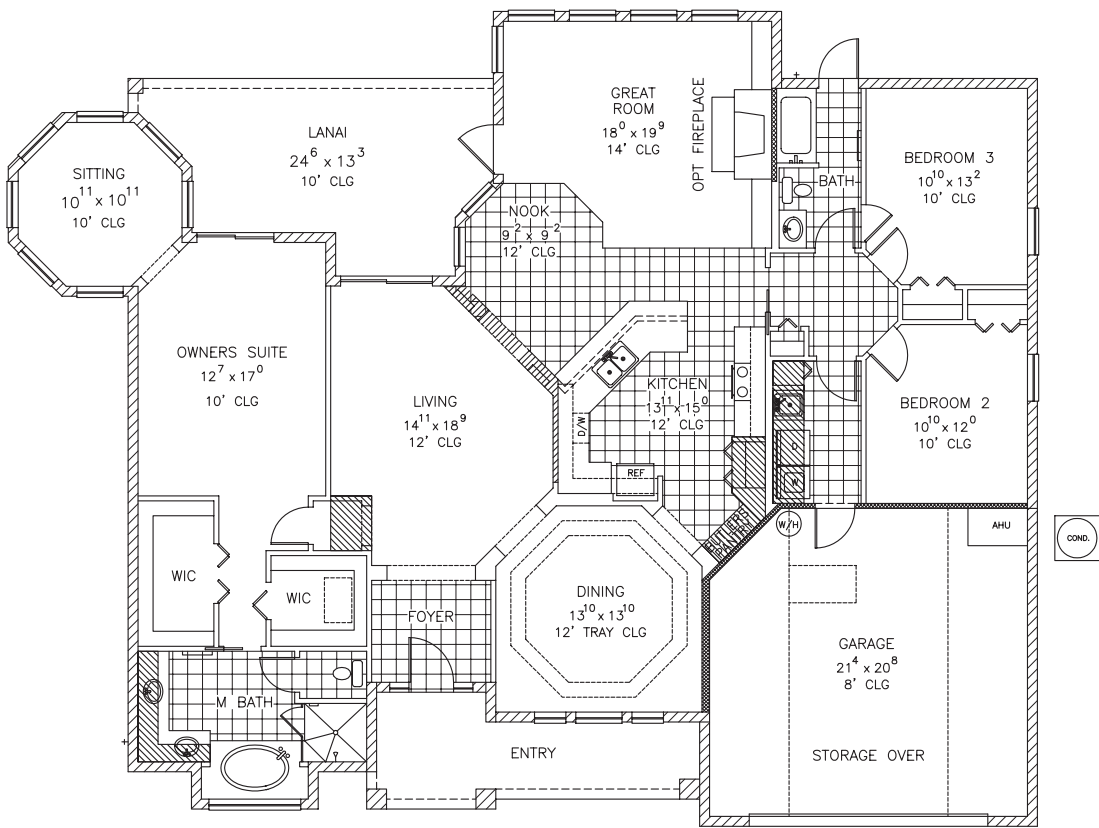 GREAT
ROOM
18⁰ x 19⁹
14' CLG
OPT FIREPLACE
LANAI
24⁶ x 13³
10' CLG
SITTING
10¹¹ x 10¹¹
10' CLG
BATH
BEDROOM 3
10¹⁰ x 13²
10' CLG
NOOK
9² x 9²
12' CLG
OWNERS SUITE
12⁷ x 17⁰
10' CLG
LIVING
14¹¹ x 18⁹
12' CLG
KITCHEN
13¹¹ x 15⁰
12' CLG
D/W
REF
BEDROOM 2
10¹⁰ x 12⁰
10' CLG
D
W
BUTLER'S
PANTRY
W/H
AHU
COND.
WIC
WIC
FOYER
DINING
13¹⁰ x 13¹⁰
12' TRAY CLG
GARAGE
21⁴ x 20⁸
8' CLG
M BATH
ENTRY
STORAGE OVER